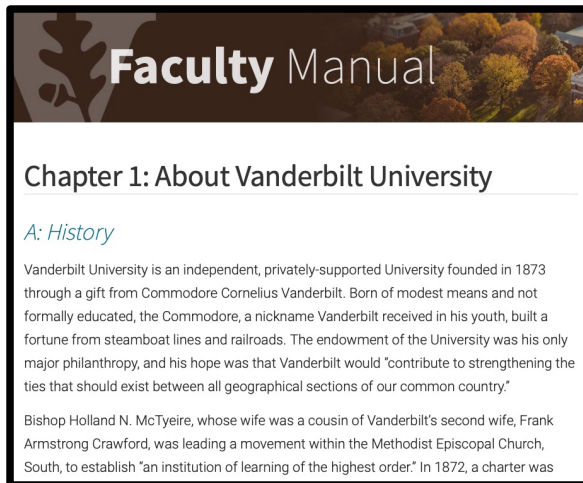 Faculty Manual
Chapter 1: About Vanderbilt University
A: History
Vanderbilt University is an independent, privately-supported University founded in 1873
through a gift from Commodore Cornelius Vanderbilt. Born of modest means and not
formally educated, the Commodore, a nickname Vanderbilt received in his youth, built a
fortune from steamboat lines and railroads. The endowment of the University was his only
major philanthropy, and his hope was that Vanderbilt would “contribute to strengthening the
ties that should exist between all geographical sections of our common country.”
Bishop Holland N. McTyeire, whose wife was a cousin of Vanderbilt’s second wife, Frank
Armstrong Crawford, was leading a movement within the Methodist Episcopal Church,
South, to establish “an institution of learning of the highest order.” In 1872, a charter was